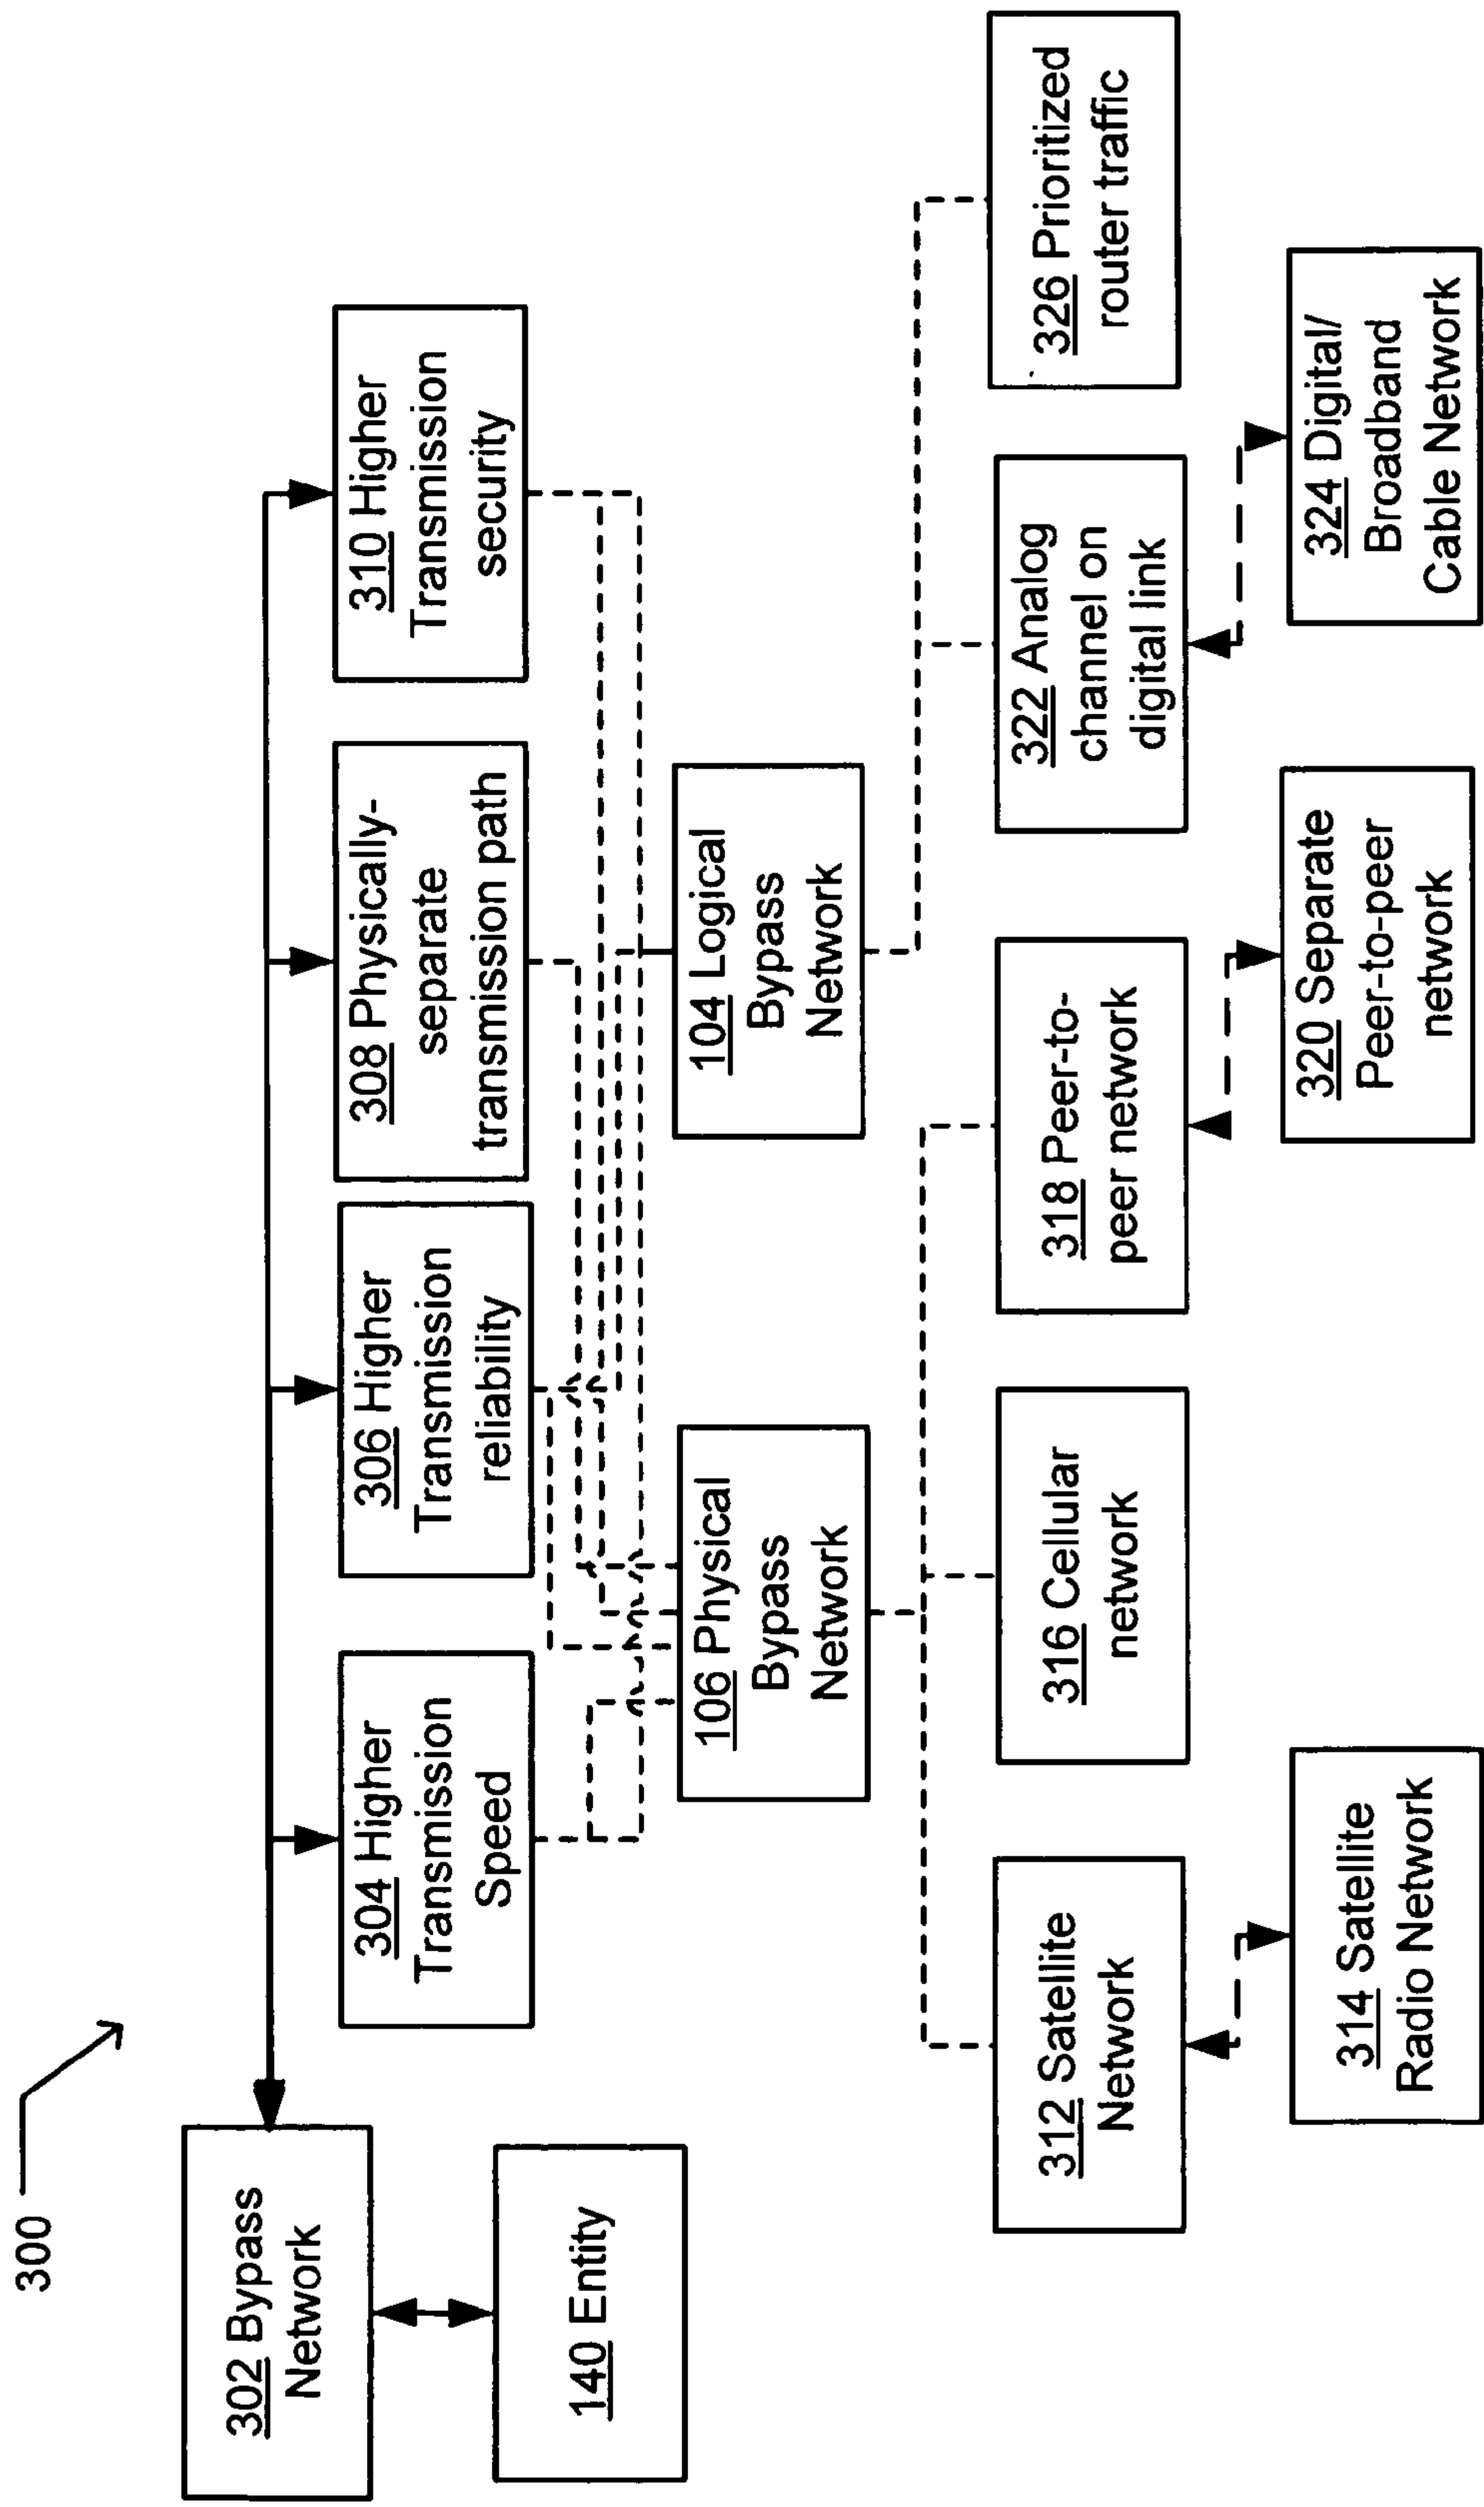 300
302 Bypass
Network
140 Entity
304 Higher
Transmission
Speed
306 Higher
Transmission
reliability
308 Physically-
separate
transmission path
310 Higher
Transmission
security
106 Physical
Bypass
Network
104 Logical
Bypass
Network
312 Satellite
Network
316 Cellular
network
318 Peer-to-
peer network
322 Analog
channel on
digital link
326 Prioritized
router traffic
314 Satellite
Radio Network
320 Separate
Peer-to-peer
network
324 Digital/
Broadband
Cable Network